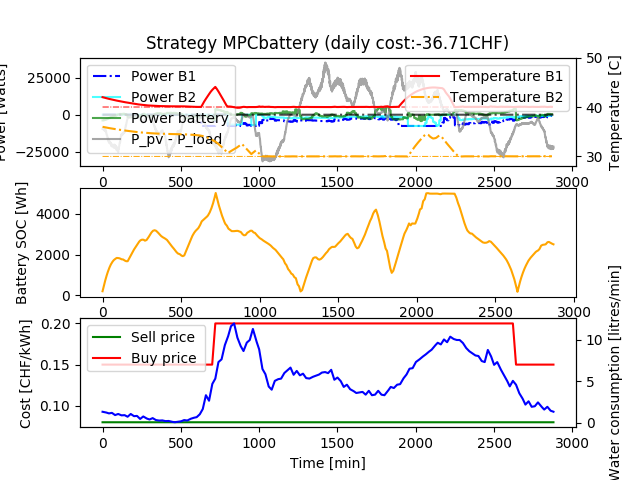 Strategy MPCbattery (daily cost:-36.71CHF)
Power [Watts]
25000
0
−25000
Power B1
Power B2
Power battery
P_pv - P_load
Temperature B1
Temperature B2
50
40
30
Temperature [C]
0 500 1000 1500 2000 2500 3000
Battery SOC [Wh]
4000
2000
0
0 500 1000 1500 2000 2500 3000
Cost [CHF/kWh]
0.20
0.15
0.10
Sell price
Buy price
10
5
0
Water consumption [litres/min]
0 500 1000 1500 2000 2500 3000
Time [min]